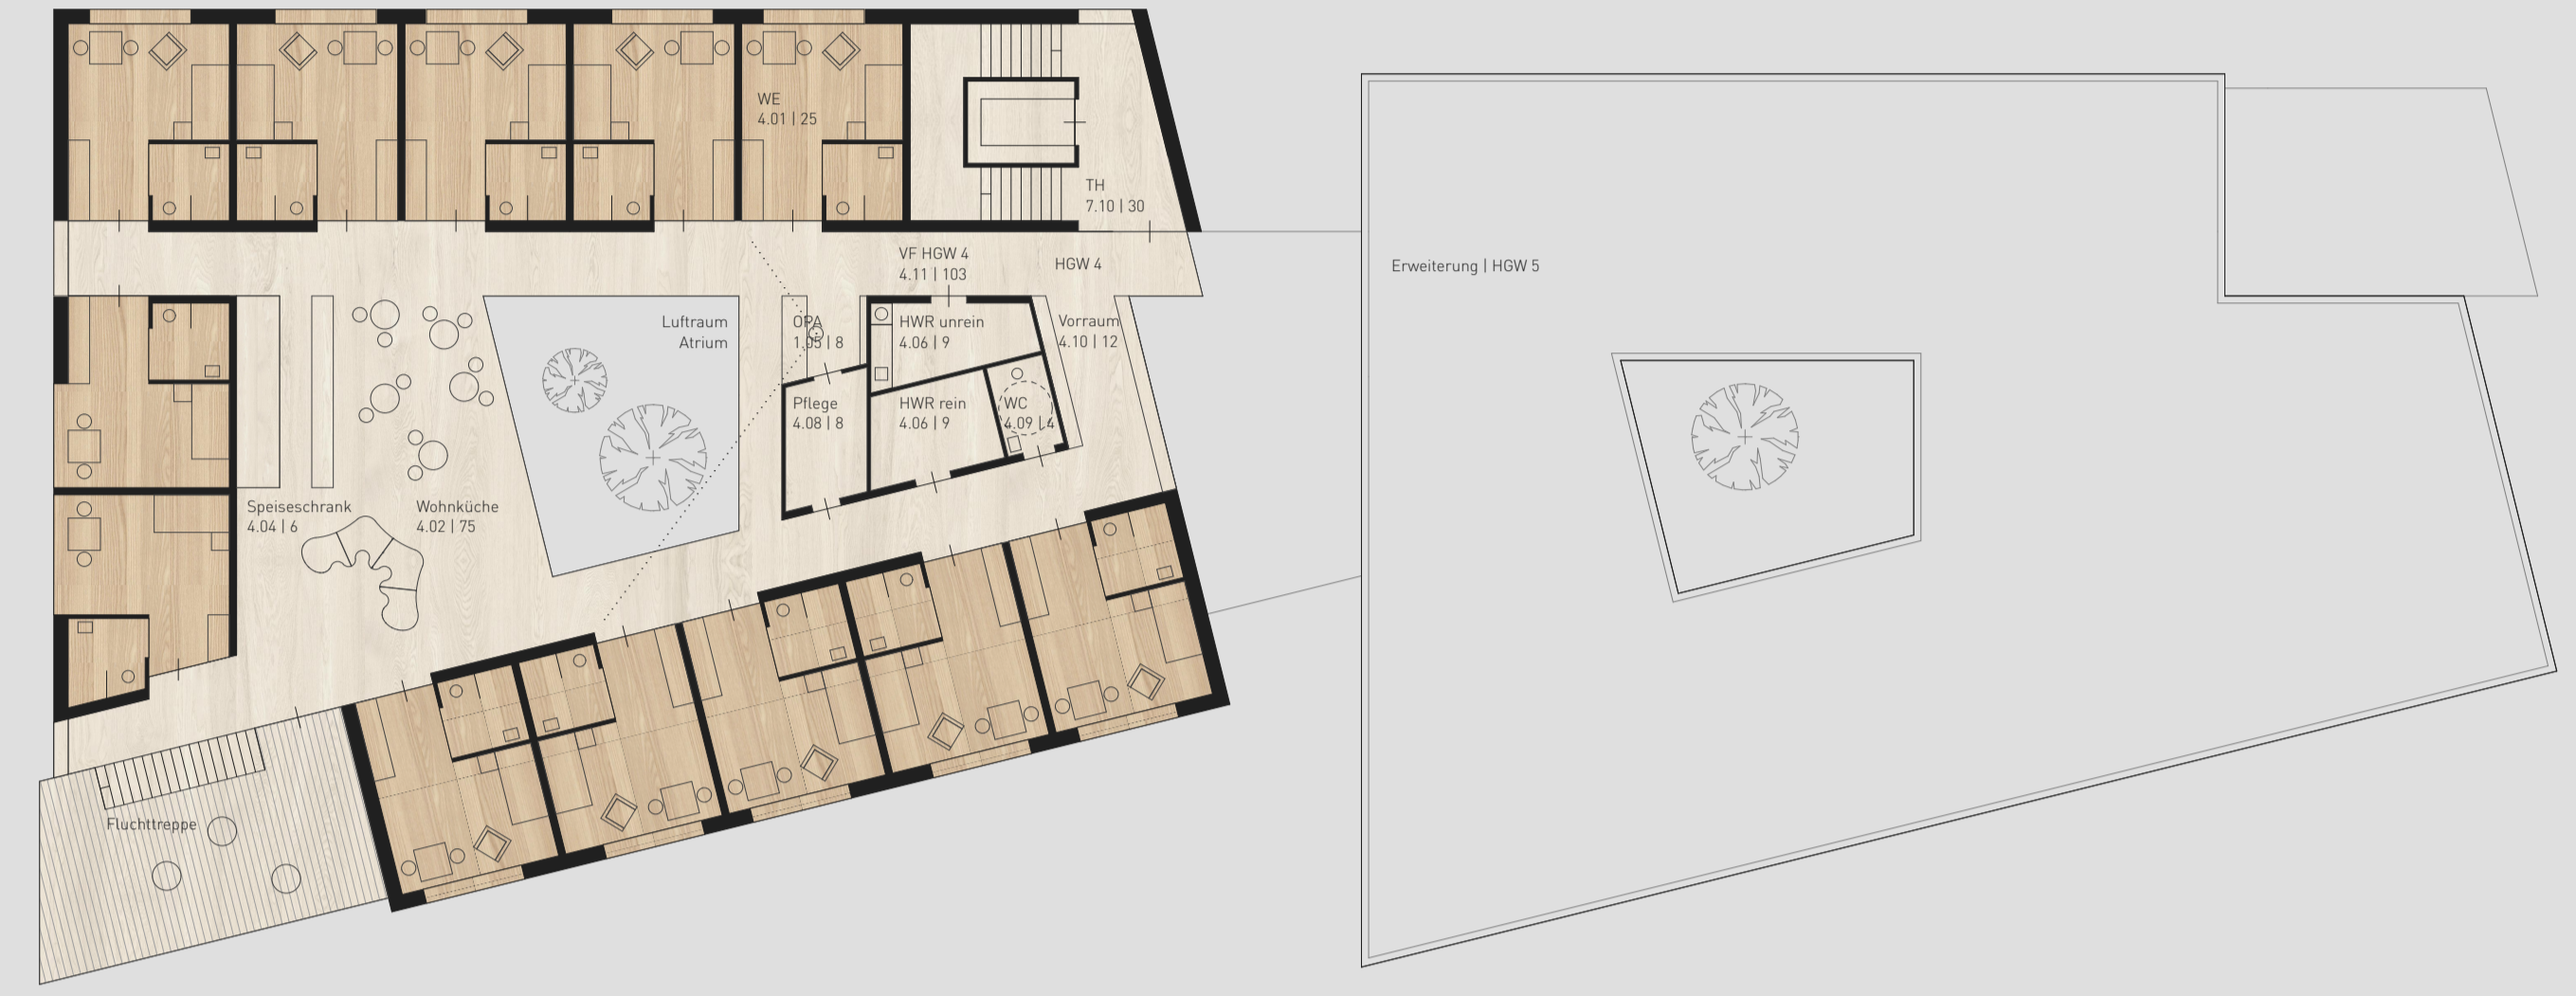 WE
4.01 | 25
TH
7.10 | 30
VF HGW 4
4.11 | 103
HGW 4
Erweiterung | HGW 5
Luftraum
Atrium
OPA
1.05 | 8
HWR unrein
4.06 | 9
Vorraum
4.10 | 12
Pflege
4.08 | 8
HWR rein
4.06 | 9
WC
4.09 | 4
Speiseschrank
4.04 | 6
Wohnküche
4.02 | 75
Fluchttreppe